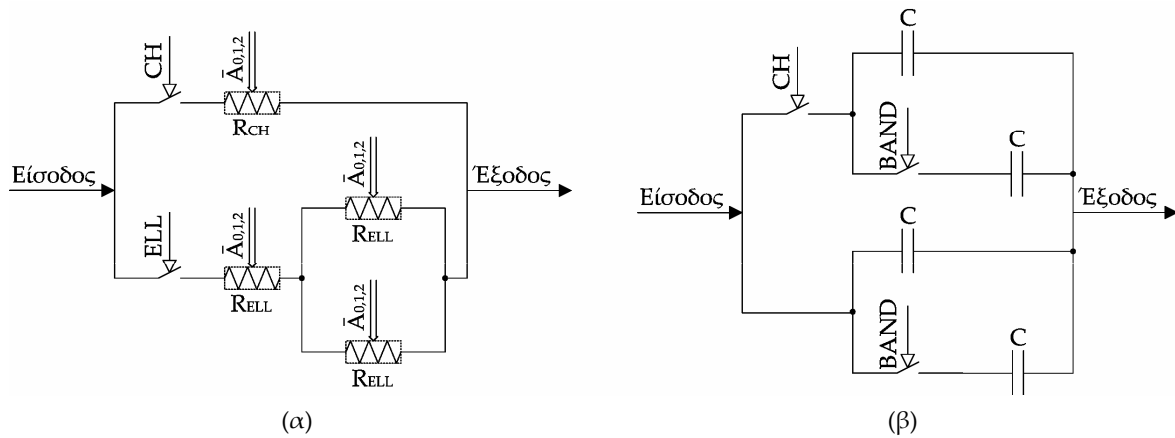 CH
Ā0,1,2
RCH
Είσοδος
Έξοδος
Ā0,1,2
RELL
ELL
Ā0,1,2
RELL
Ā0,1,2
RELL
(α)
C
CH
BAND
C
Είσοδος
Έξοδος
C
BAND
C
(β)